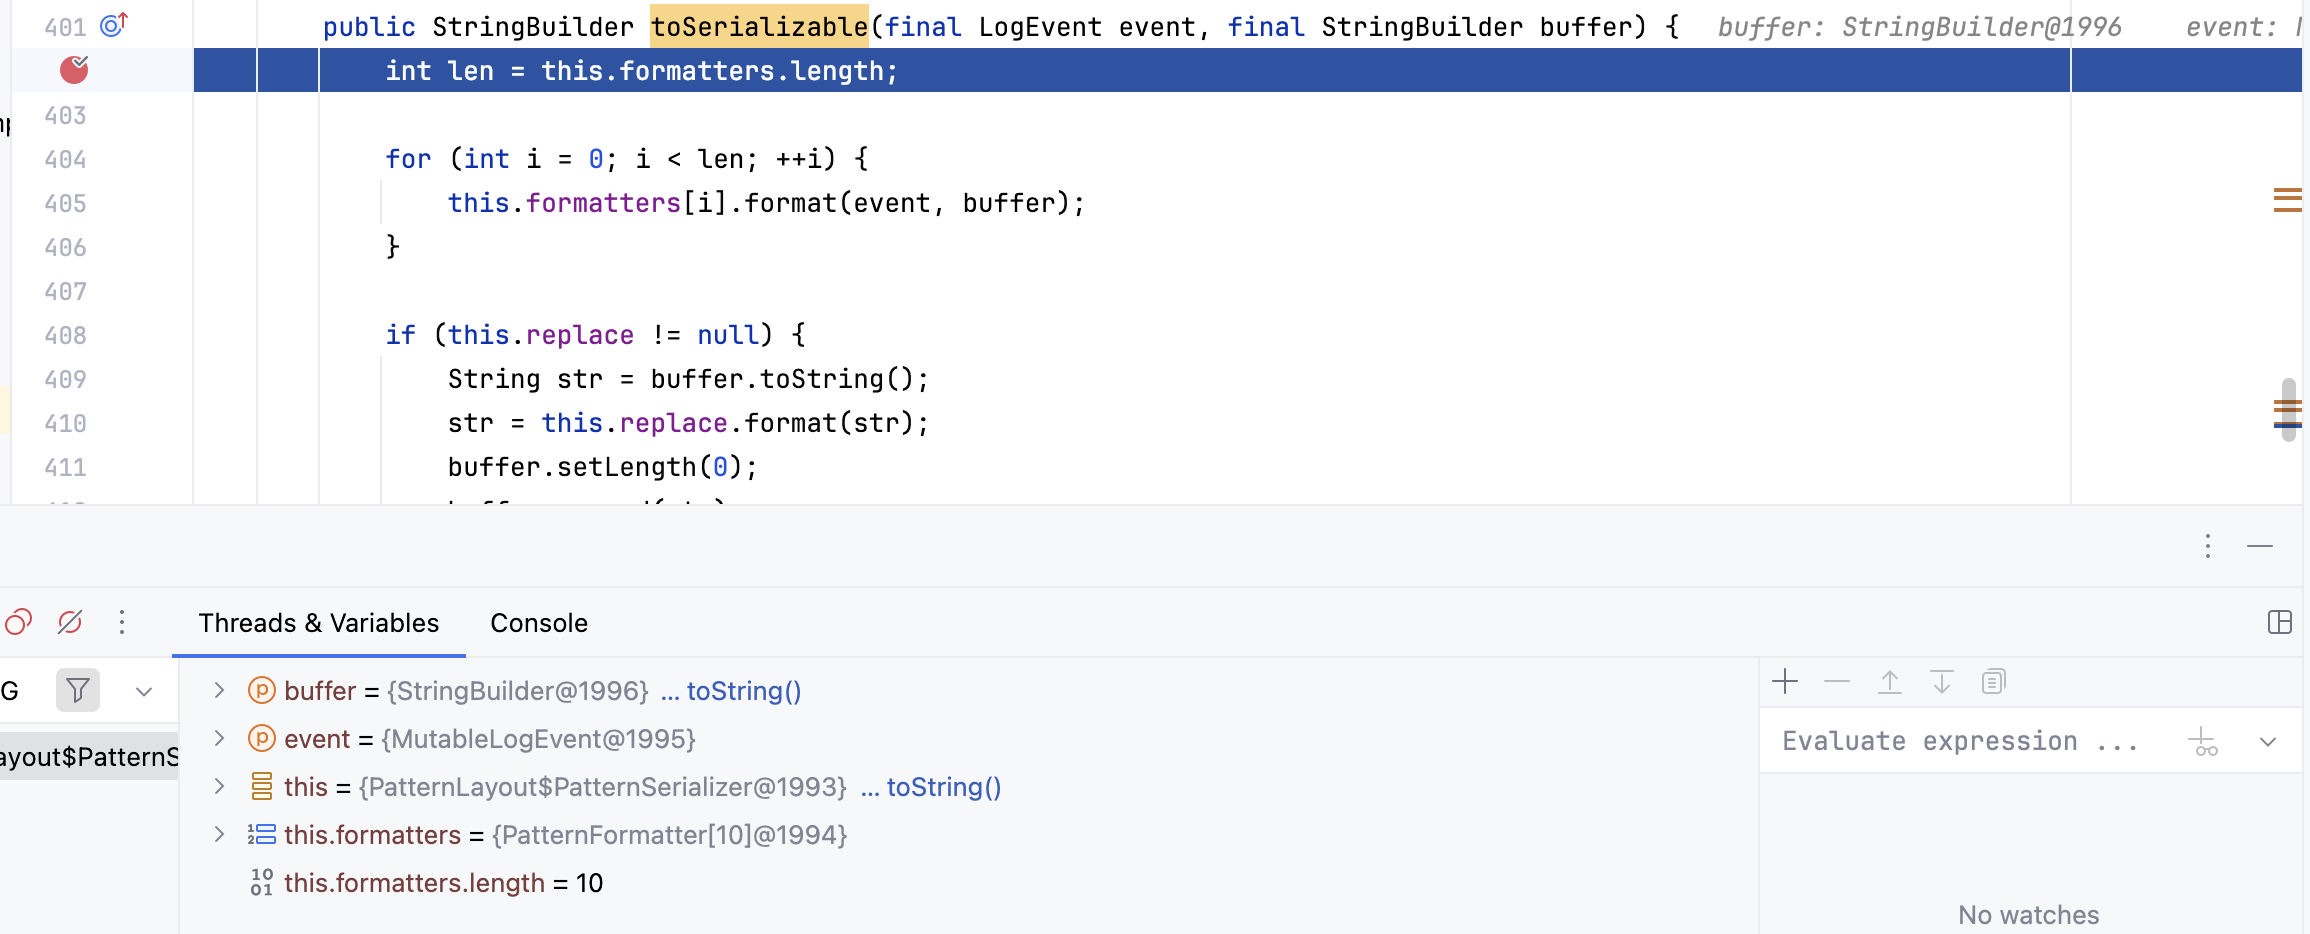 401 public StringBuilder toSerializable(final LogEvent event, final StringBuilder buffer) { buffer: StringBuilder@1996 event:
int len = this.formatters.length;
403
404 for (int i = 0; i < len; ++i) {
405 this.formatters[i].format(event, buffer);
406 }
407
408 if (this.replace != null) {
409 String str = buffer.toString();
410 str = this.replace.format(str);
411 buffer.setLength(0);
Threads & Variables Console
G
ayout$PatternS
buffer = {StringBuilder@1996} ... toString()
event = {MutableLogEvent@1995}
this = {PatternLayout$PatternSerializer@1993} ... toString()
this.formatters = {PatternFormatter[10]@1994}
this.formatters.length = 10
Evaluate expression ...
No watches